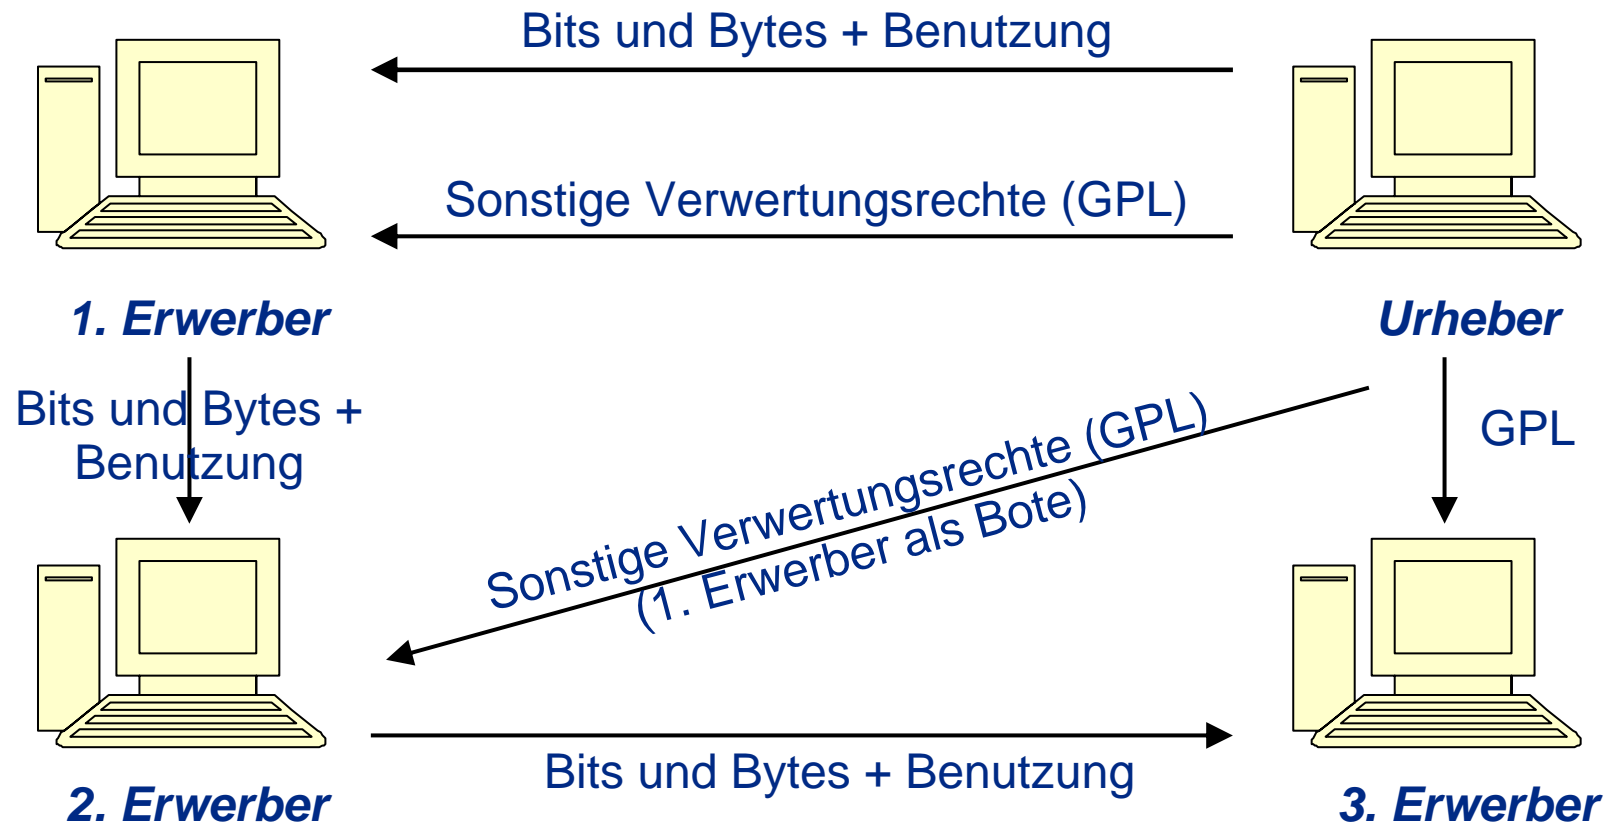 Bits und Bytes + Benutzung
Sonstige Verwertungsrechte (GPL)
1. Erwerber
Urheber
Bits und Bytes +
Benutzung
Sonstige Verwertungsrechte (GPL)
(1. Erwerber als Bote)
GPL
Bits und Bytes + Benutzung
2. Erwerber
3. Erwerber